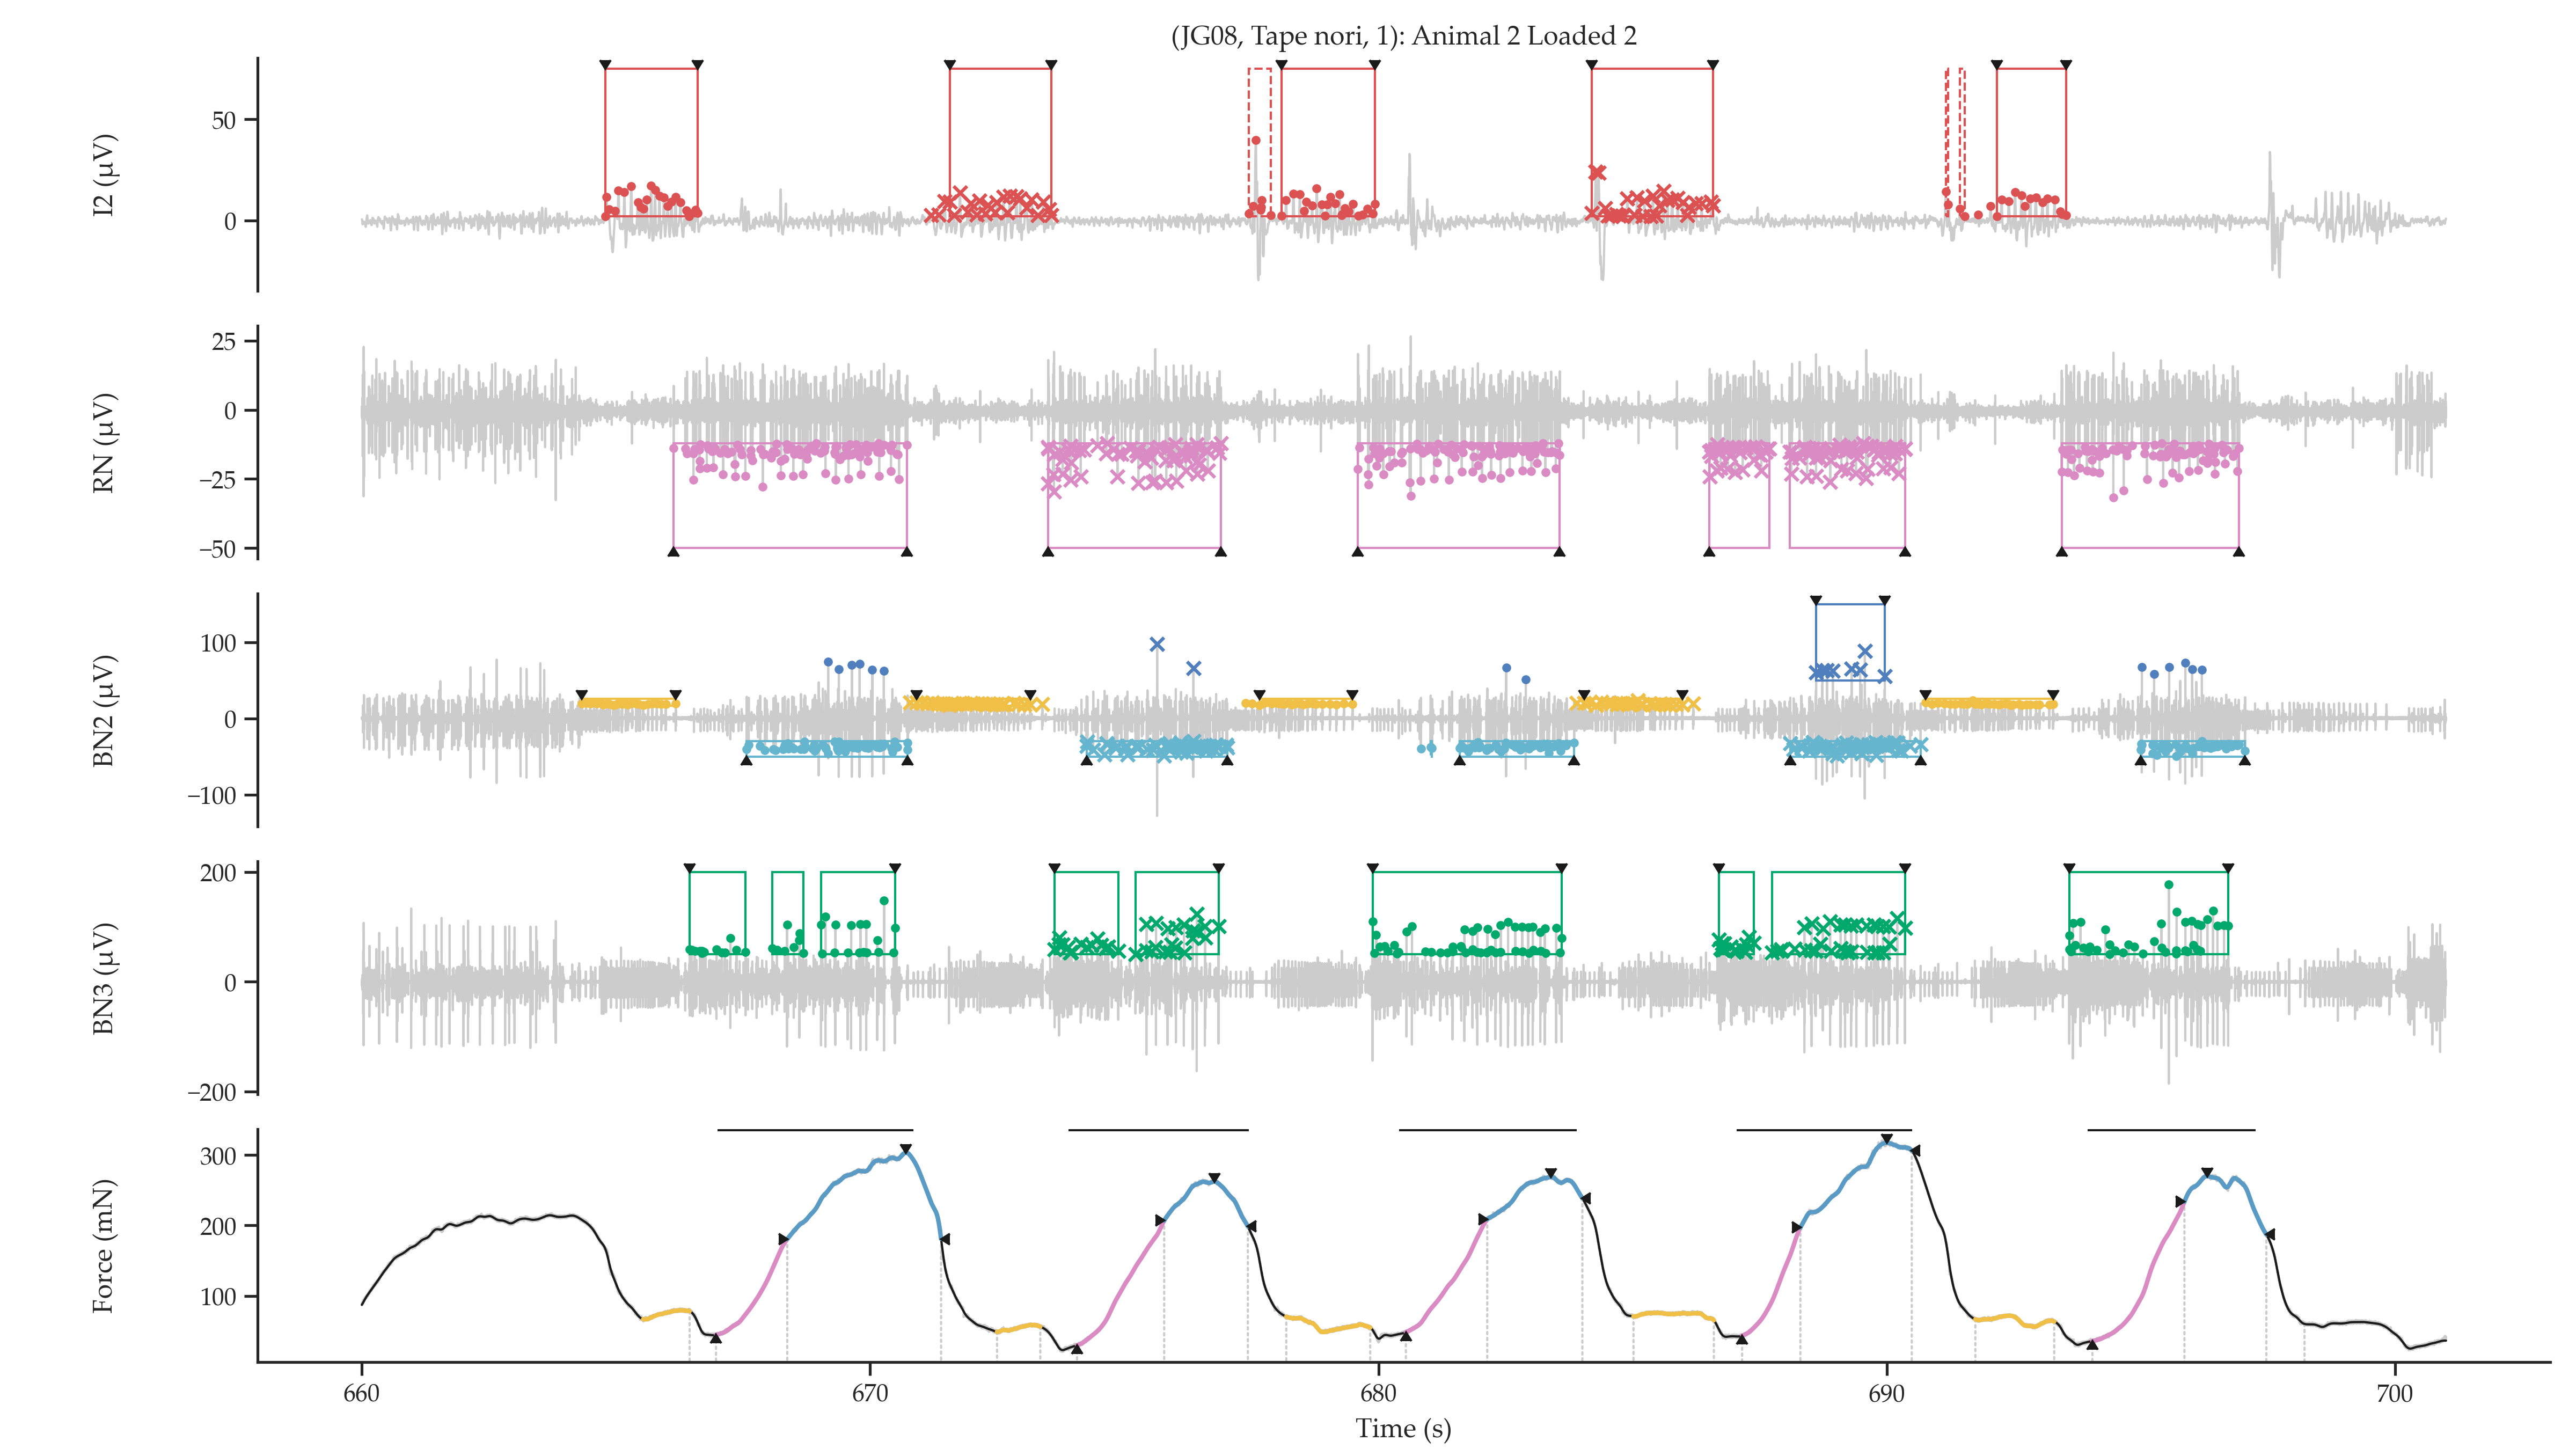 (JG08, Tape nori, 1): Animal 2 Loaded 2
I2 (µV)
50
0
RN (µV)
25
0
−25
−50
BN2 (µV)
100
0
−100
BN3 (µV)
200
0
−200
Force (mN)
300
200
100
660 670 680 690 700
Time (s)